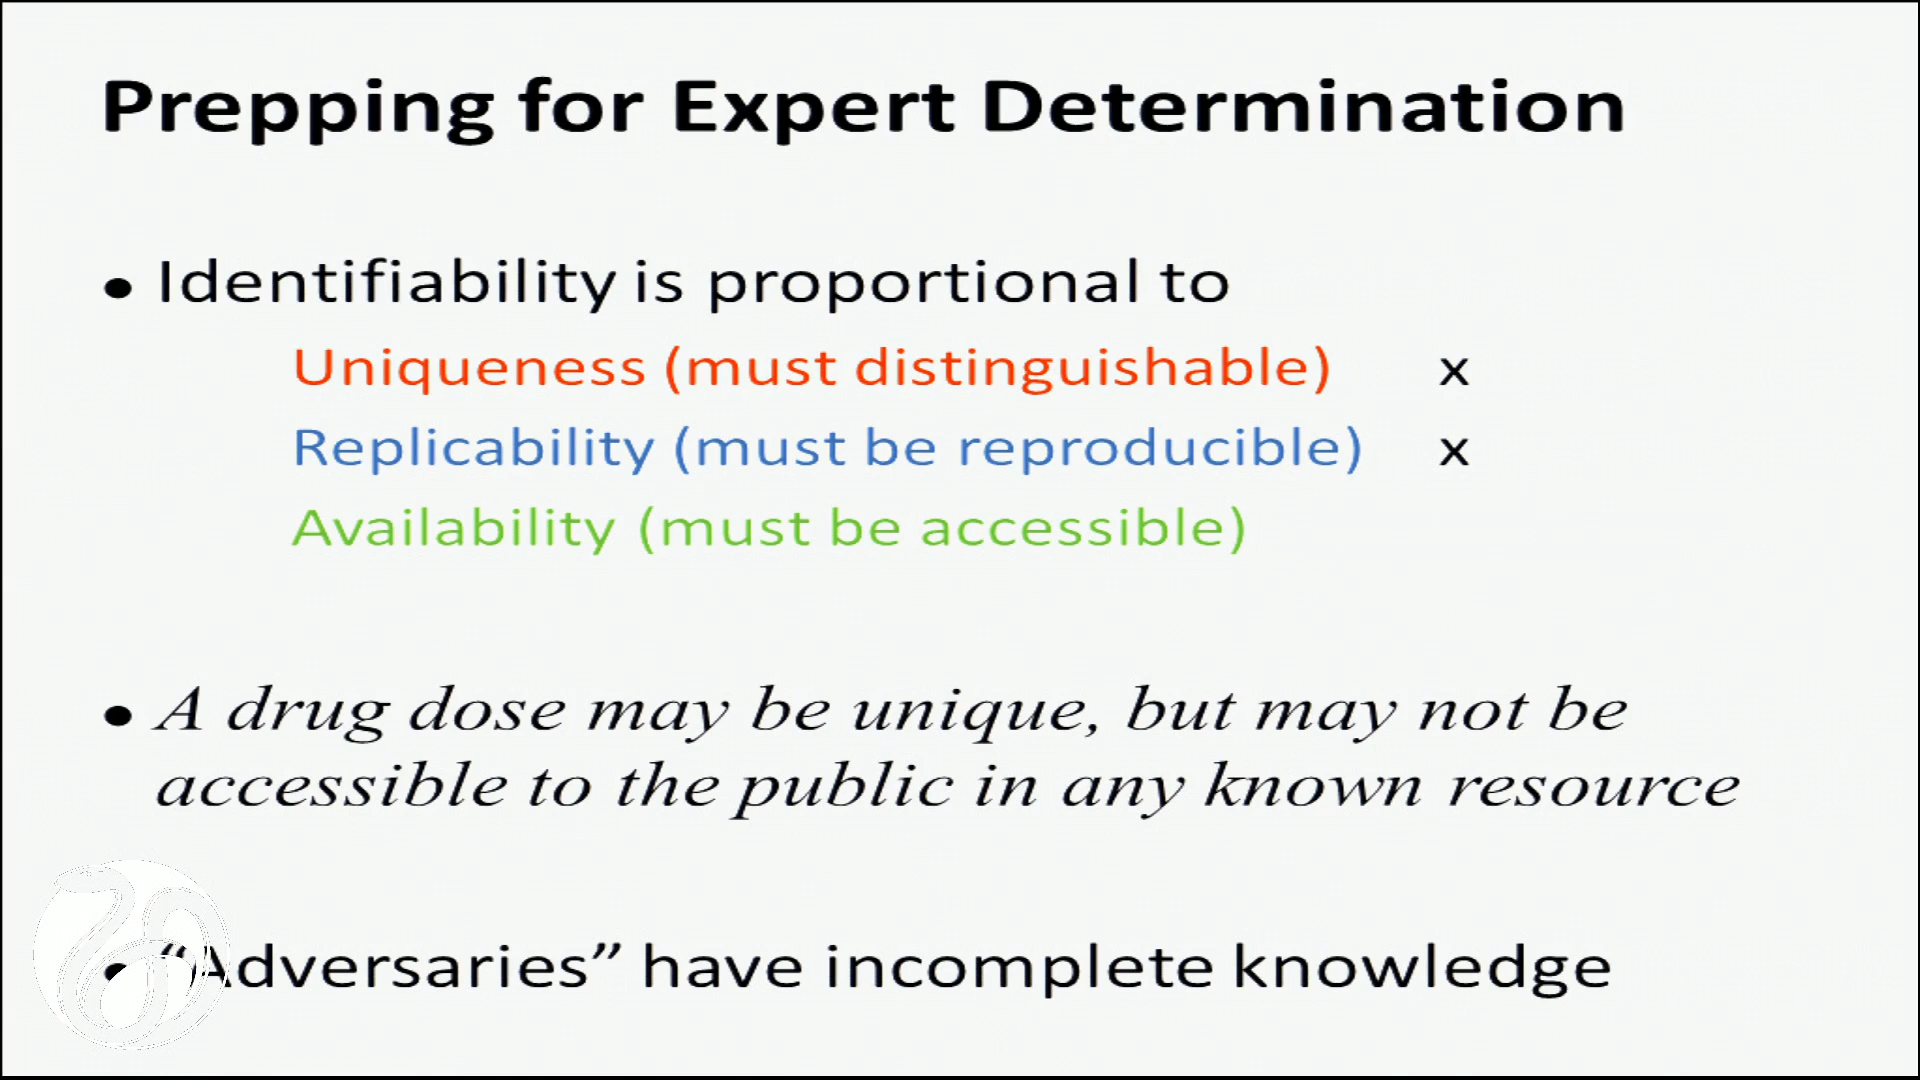 Prepping for Expert Determination
• Identifiability is proportional to
Uniqueness (must distinguishable) x
Replicability (must be reproducible) x
Availability (must be accessible)
• A drug dose may be unique, but may not be
accessible to the public in any known resource
• “Adversaries” have incomplete knowledge